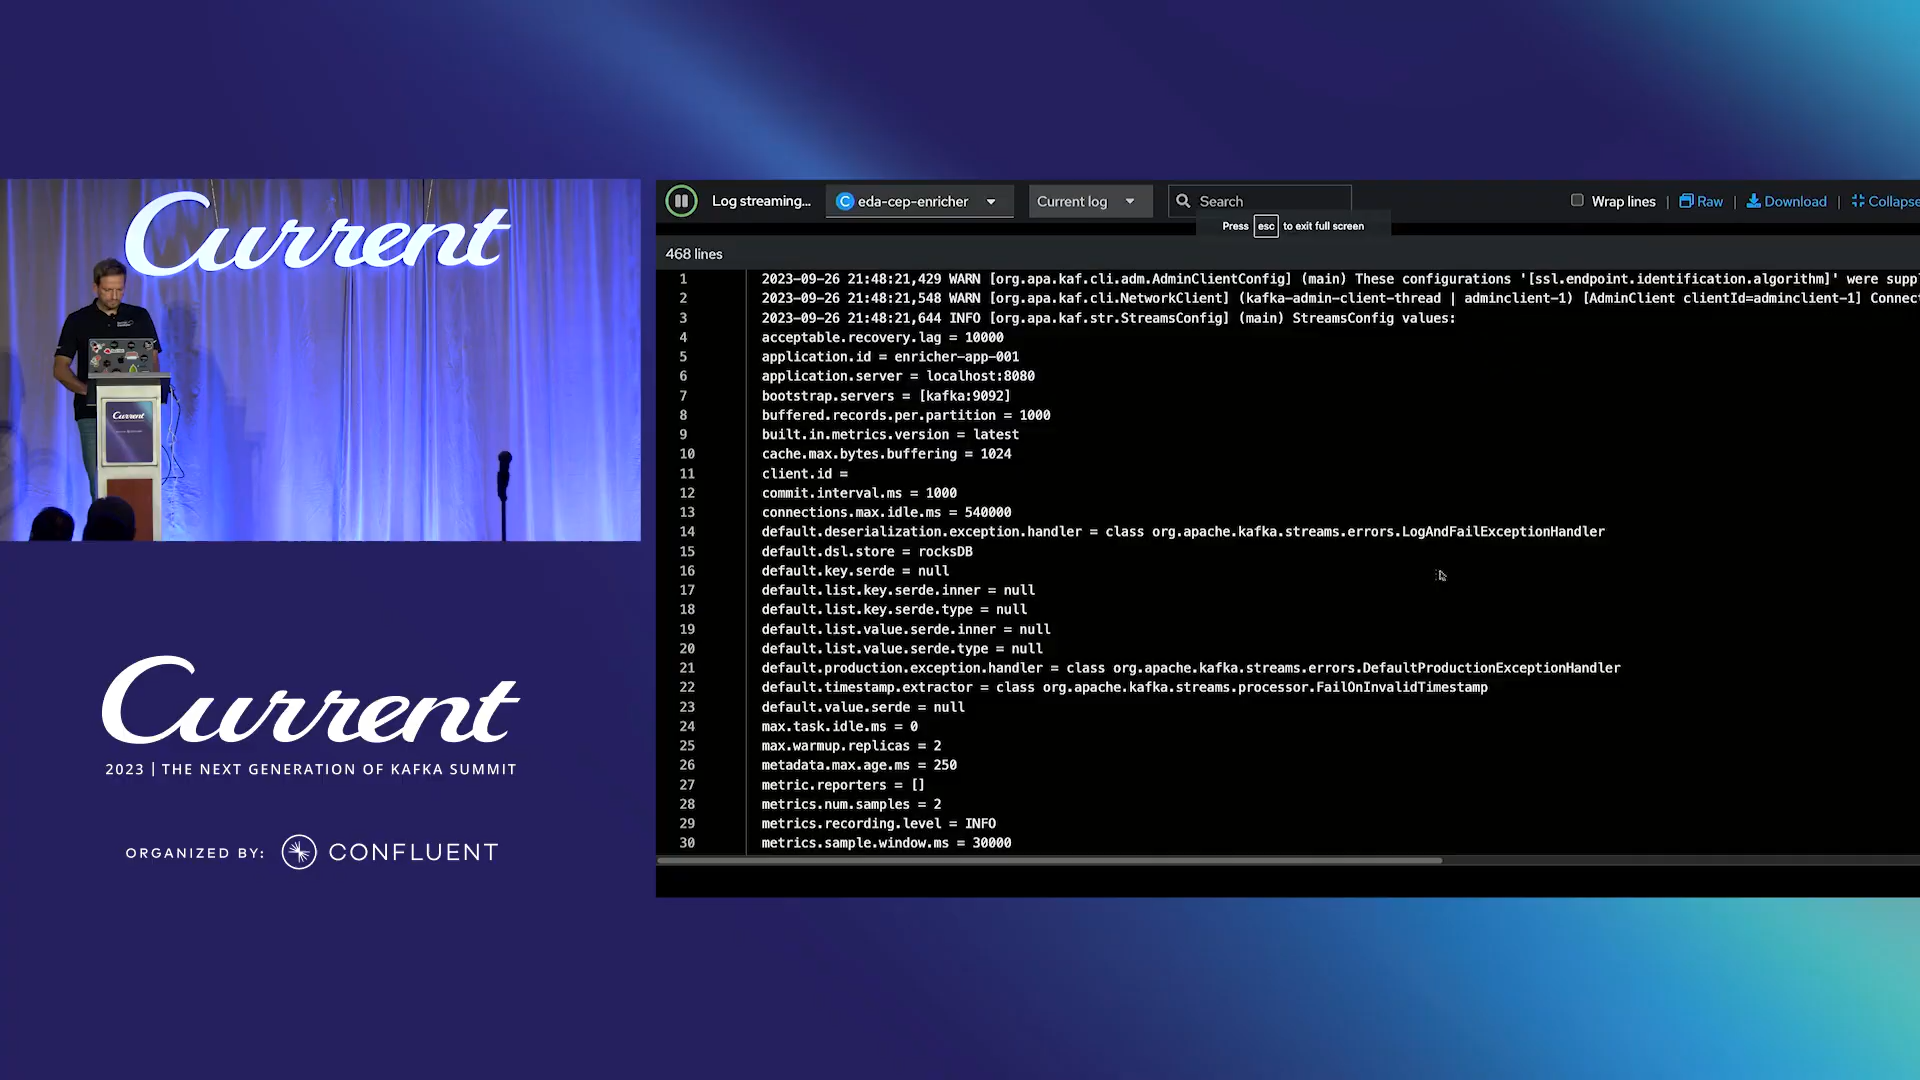 Current
Current
Current
2023 | THE NEXT GENERATION OF KAFKA SUMMIT
ORGANIZED BY: CONFLUENT
Log streaming...
C eda-cep-enricher
Current log
Search
Wrap lines | Raw | Download | Collapse
Press esc to exit full screen
468 lines
1 2023-09-26 21:48:21,429 WARN [org.apa.kaf.cli.adm.AdminClientConfig] (main) These configurations '[ssl.endpoint.identification.algorithm]' were suppl
2 2023-09-26 21:48:21,548 WARN [org.apa.kaf.cli.NetworkClient] (kafka-admin-client-thread | adminclient-1) [AdminClient clientId=adminclient-1] Connec
3 2023-09-26 21:48:21,644 INFO [org.apa.kaf.str.StreamsConfig] (main) StreamsConfig values:
4 acceptable.recovery.lag = 10000
5 application.id = enricher-app-001
6 application.server = localhost:8080
7 bootstrap.servers = [kafka:9092]
8 buffered.records.per.partition = 1000
9 built.in.metrics.version = latest
10 cache.max.bytes.buffering = 1024
11 client.id =
12 commit.interval.ms = 1000
13 connections.max.idle.ms = 540000
14 default.deserialization.exception.handler = class org.apache.kafka.streams.errors.LogAndFailExceptionHandler
15 default.dsl.store = rocksDB
16 default.key.serde = null
17 default.list.key.serde.inner = null
18 default.list.key.serde.type = null
19 default.list.value.serde.inner = null
20 default.list.value.serde.type = null
21 default.production.exception.handler = class org.apache.kafka.streams.errors.DefaultProductionExceptionHandler
22 default.timestamp.extractor = class org.apache.kafka.streams.processor.FailOnInvalidTimestamp
23 default.value.serde = null
24 max.task.idle.ms = 0
25 max.warmup.replicas = 2
26 metadata.max.age.ms = 250
27 metric.reporters = []
28 metrics.num.samples = 2
29 metrics.recording.level = INFO
30 metrics.sample.window.ms = 30000